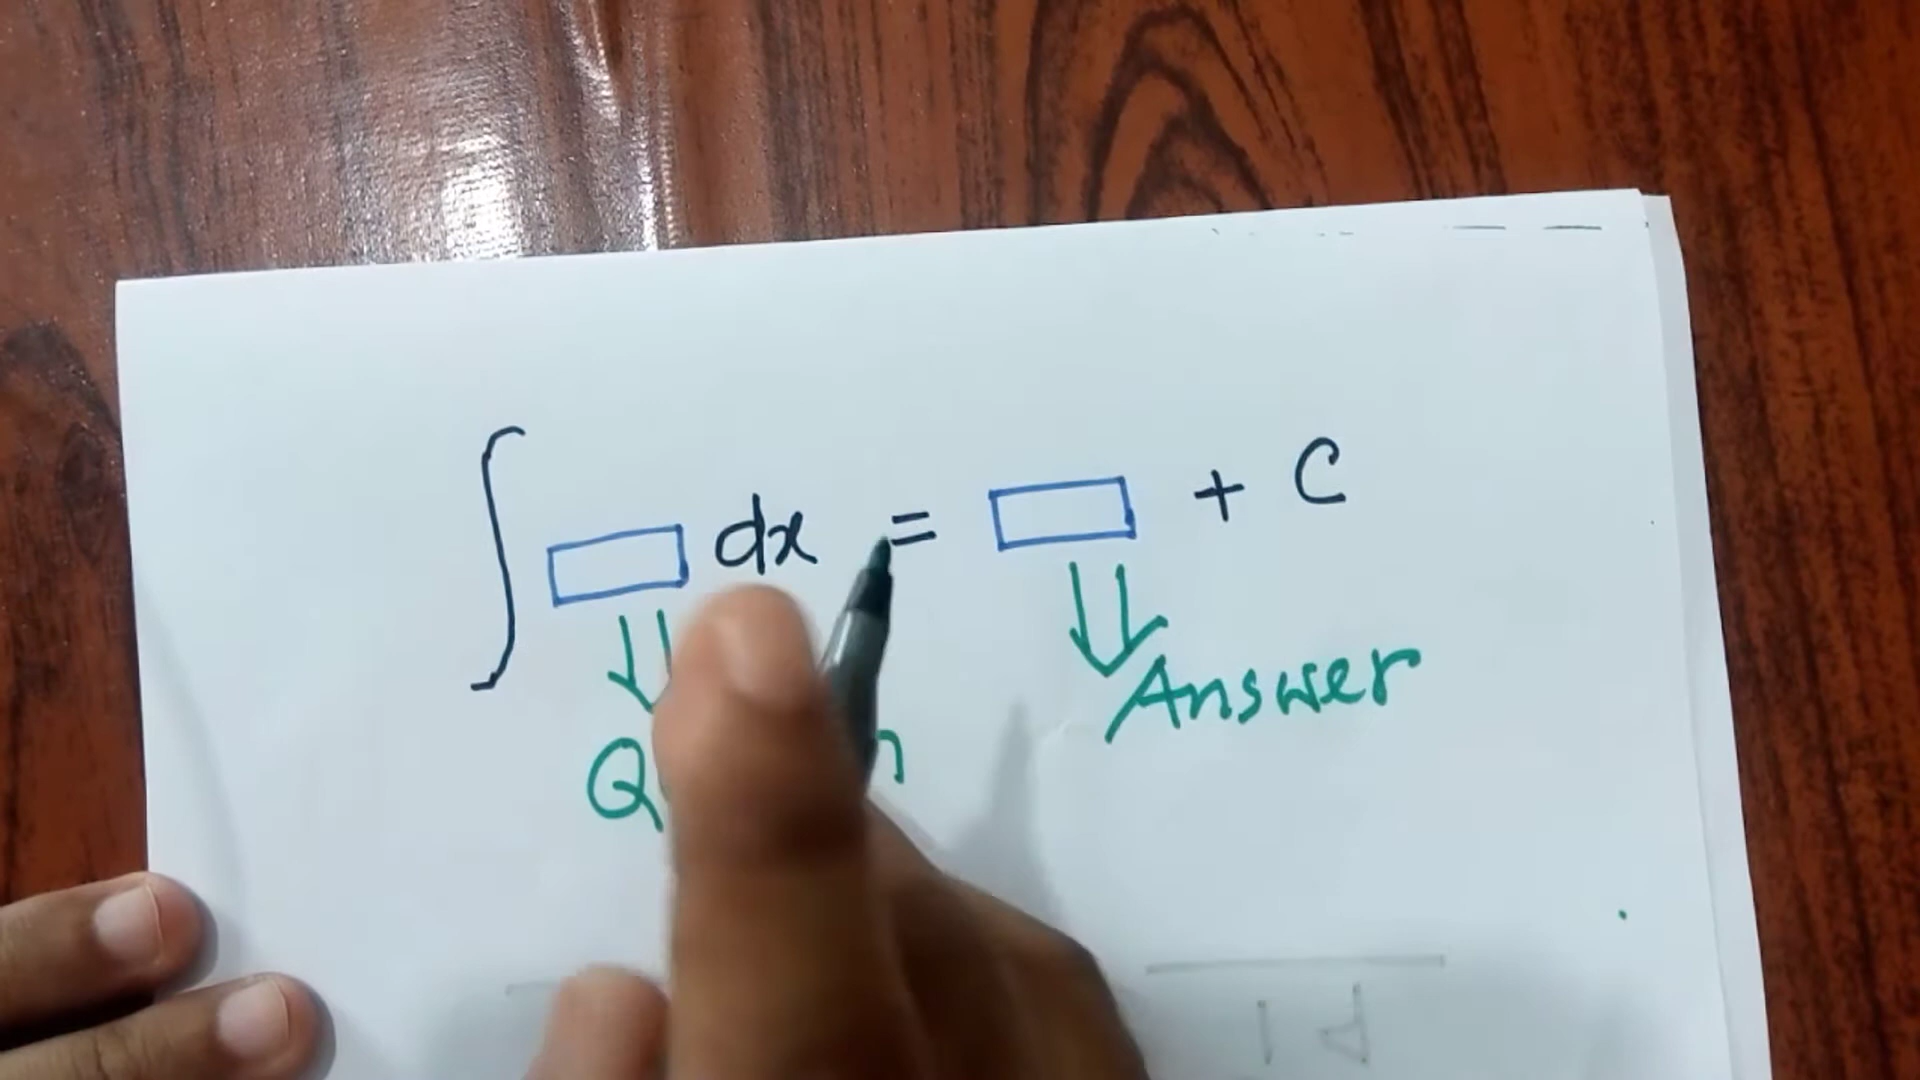 ∫ ▭ dx = ▭ + C
Answer